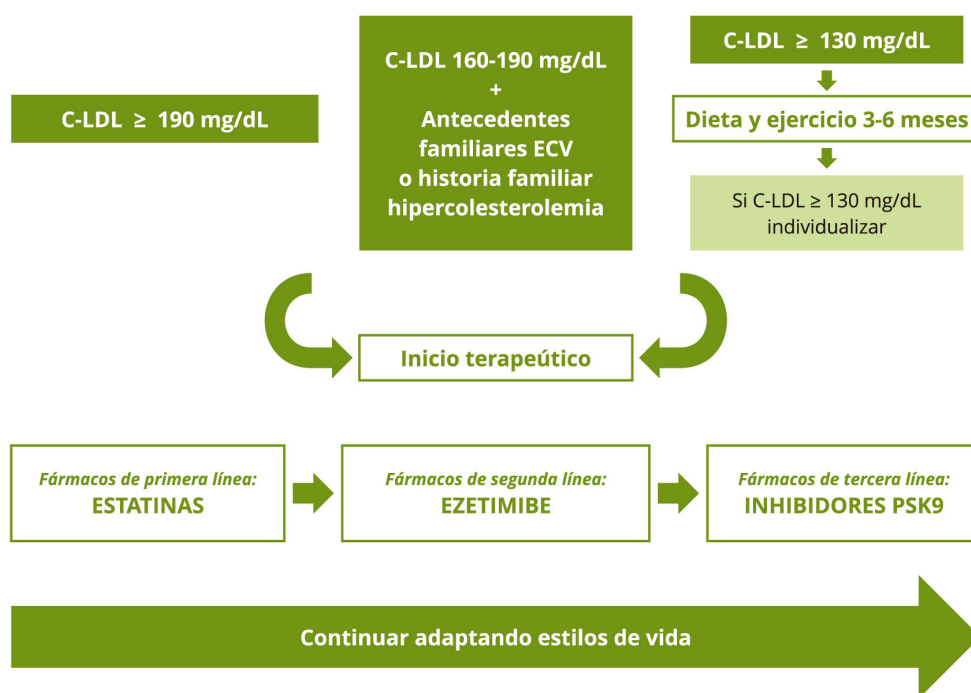 C-LDL ≥ 190 mg/dL
C-LDL 160-190 mg/dL
+
Antecedentes
familiares ECV
o historia familiar
hipercolesterolemia
C-LDL ≥ 130 mg/dL
Dieta y ejercicio 3-6 meses
Si C-LDL ≥ 130 mg/dL
individualizar
Inicio terapeútico
Fármacos de primera línea:
ESTATINAS
Fármacos de segunda línea:
EZETIMIBE
Fármacos de tercera línea:
INHIBIDORES PSK9
Continuar adaptando estilos de vida